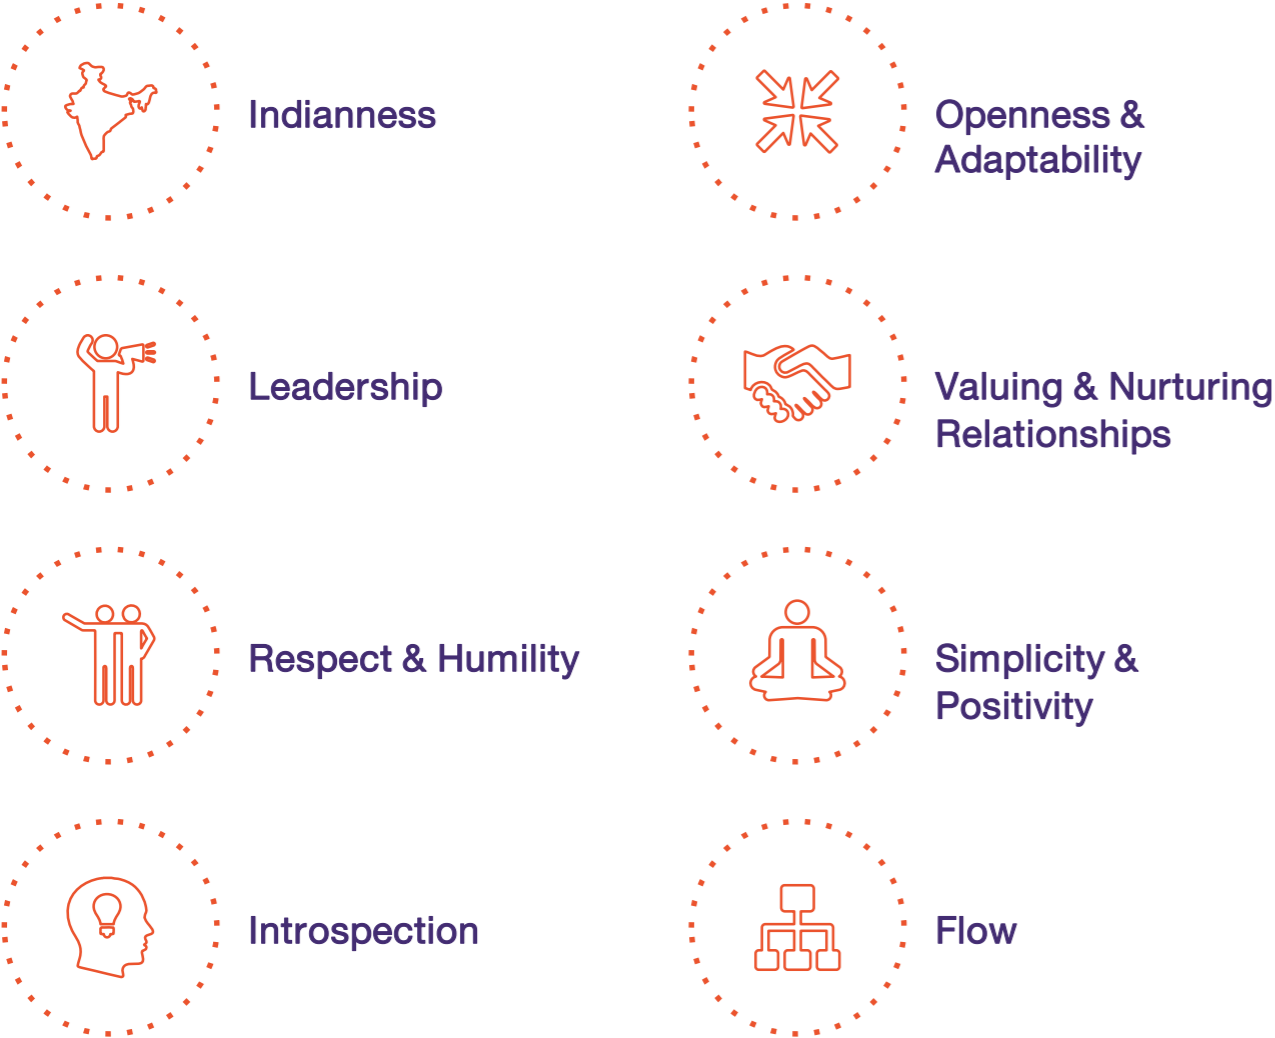 Indianness
Openness &
Adaptability
Leadership
Valuing & Nurturing
Relationships
Respect & Humility
Simplicity &
Positivity
Introspection
Flow